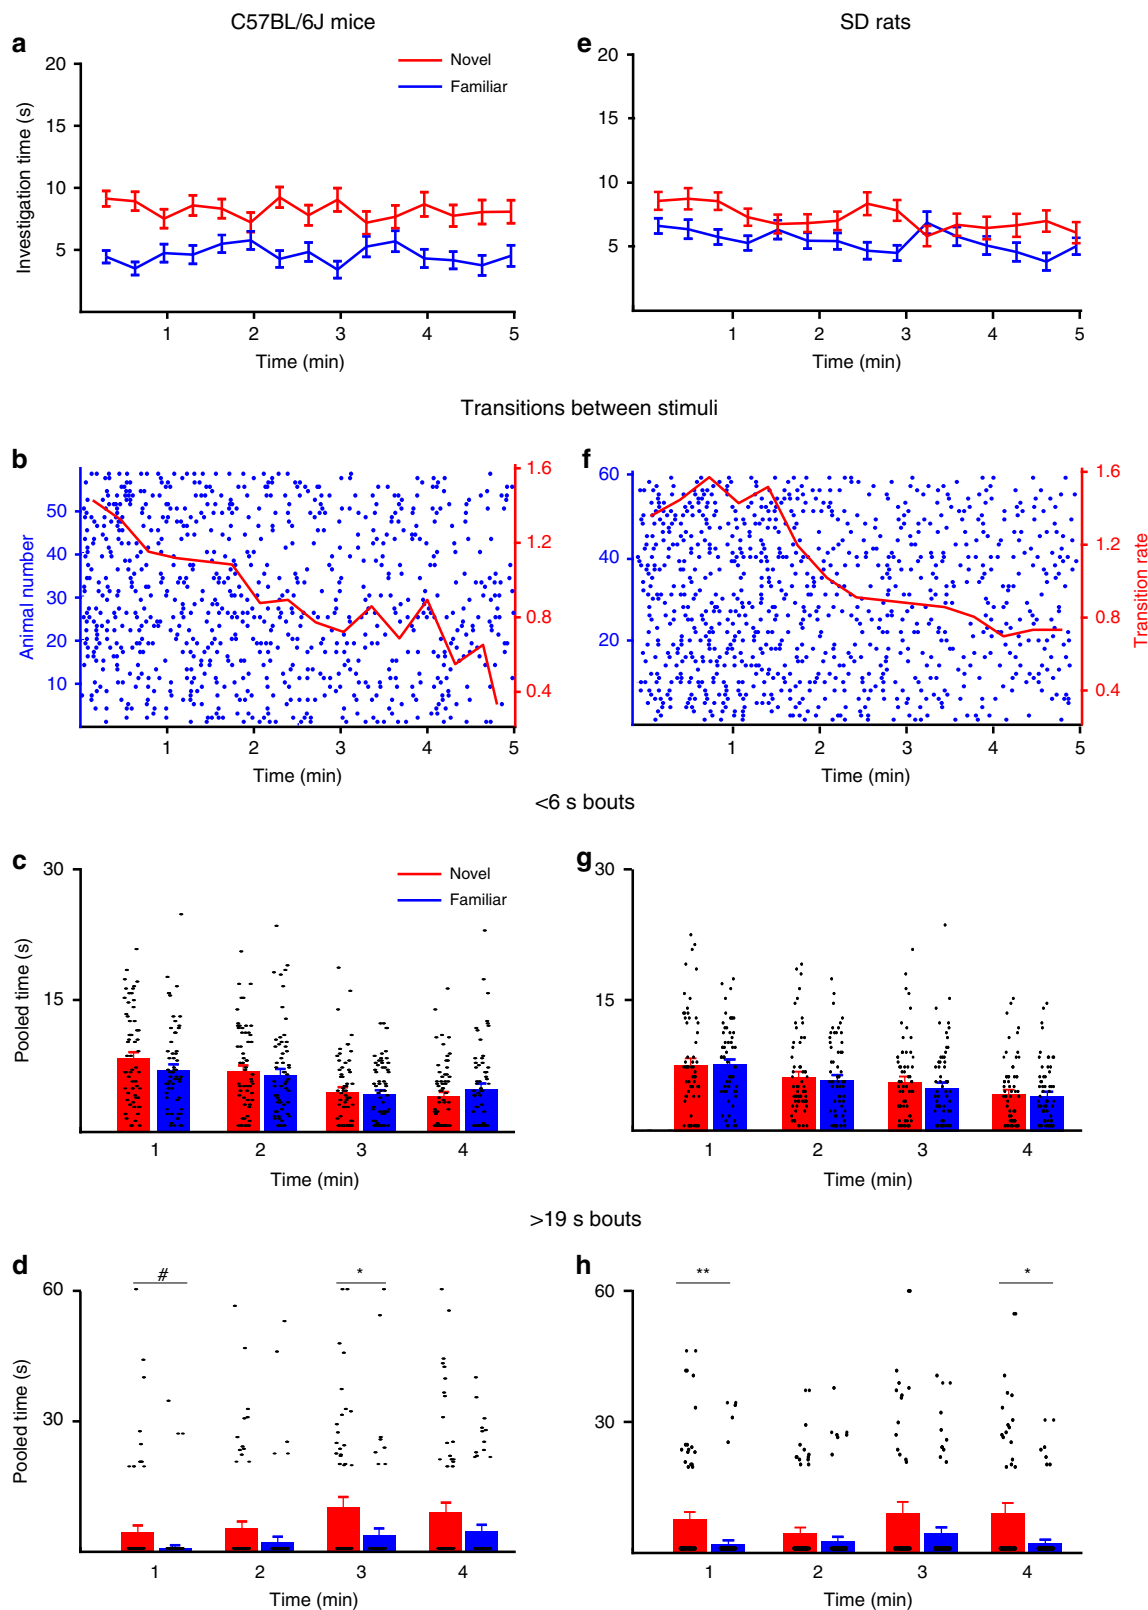 C57BL/6J mice
SD rats
a
Novel
Familiar
20
15
10
5
Investigation time (s)
1 2 3 4 5
Time (min)
e
20
15
10
5
1 2 3 4 5
Time (min)
Transitions between stimuli
b
50
40
30
20
10
Animal number
1.6
1.2
0.8
0.4
1 2 3 4 5
Time (min)
f
60
40
20
1.6
1.2
0.8
0.4
Transition rate
1 2 3 4 5
Time (min)
<6 s bouts
c
Novel
Familiar
30
15
Pooled time (s)
1 2 3 4
Time (min)
g
30
15
1 2 3 4
Time (min)
>19 s bouts
d
#
*
60
30
Pooled time (s)
1 2 3 4
Time (min)
h
**
*
60
30
1 2 3 4
Time (min)